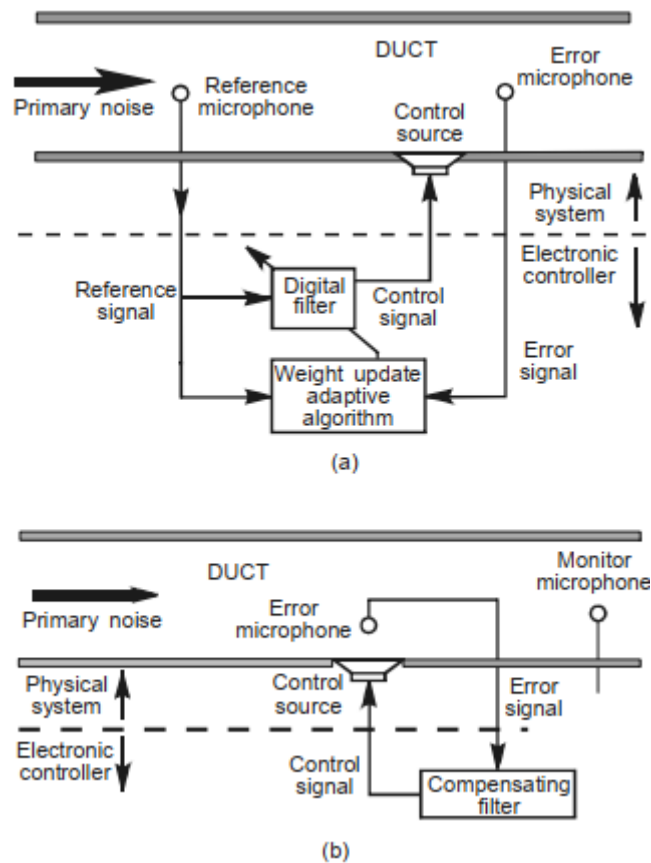 DUCT
Error
microphone
Primary noise
Reference
microphone
Control
source
Physical
system
Electronic
controller
Reference
signal
Digital
filter
Control
signal
Error
signal
Weight update
adaptive
algorithm
(a)
DUCT
Monitor
microphone
Primary noise
Error
microphone
Physical
system
Control
source
Error
signal
Electronic
controller
Control
signal
Compensating
filter
(b)